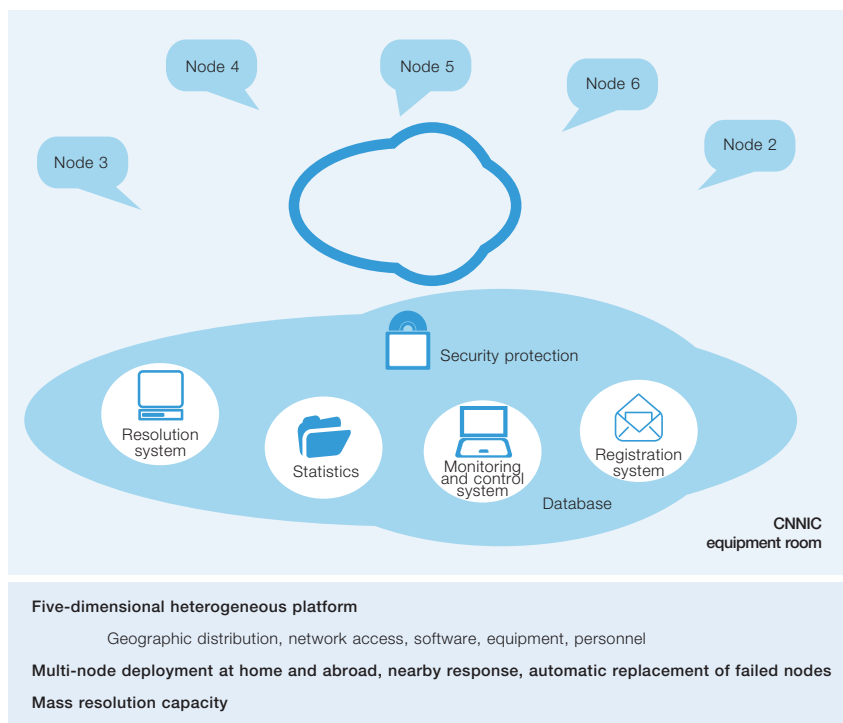 Node 4
Node 5
Node 6
Node 3
Node 2
Security protection
Resolution
system
Statistics
Monitoring
and control
system
Registration
system
Database
CNNIC
equipment room
Five-dimensional heterogeneous platform
Geographic distribution, network access, software, equipment, personnel
Multi-node deployment at home and abroad, nearby response, automatic replacement of failed nodes
Mass resolution capacity